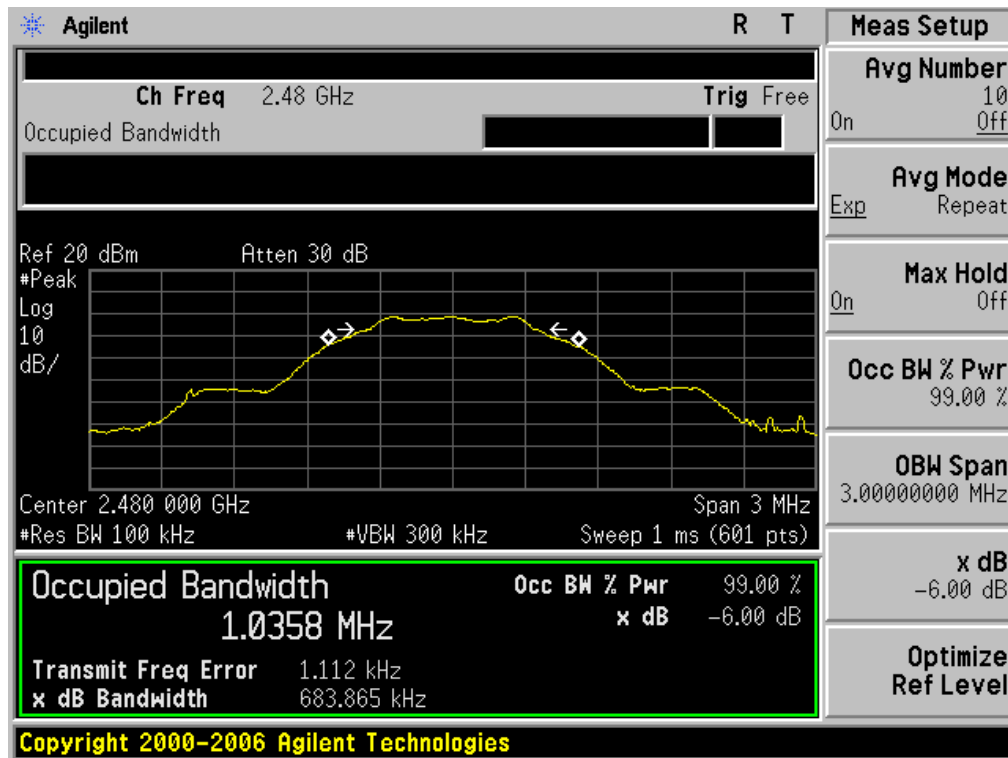 Agilent R T Meas Setup
Ch Freq 2.48 GHz Trig Free
Occupied Bandwidth
Avg Number
10
On Off
Avg Mode
Exp Repeat
Max Hold
On Off
Occ BW % Pwr
99.00 %
OBW Span
3.00000000 MHz
x dB
-6.00 dB
Optimize
Ref Level
Ref 20 dBm Atten 30 dB
#Peak
Log
10
dB/
Center 2.480 000 GHz Span 3 MHz
#Res BW 100 kHz #VBW 300 kHz Sweep 1 ms (601 pts)
Occupied Bandwidth Occ BW % Pwr 99.00 %
1.0358 MHz x dB -6.00 dB
Transmit Freq Error 1.112 kHz
x dB Bandwidth 683.865 kHz
Copyright 2000-2006 Agilent Technologies